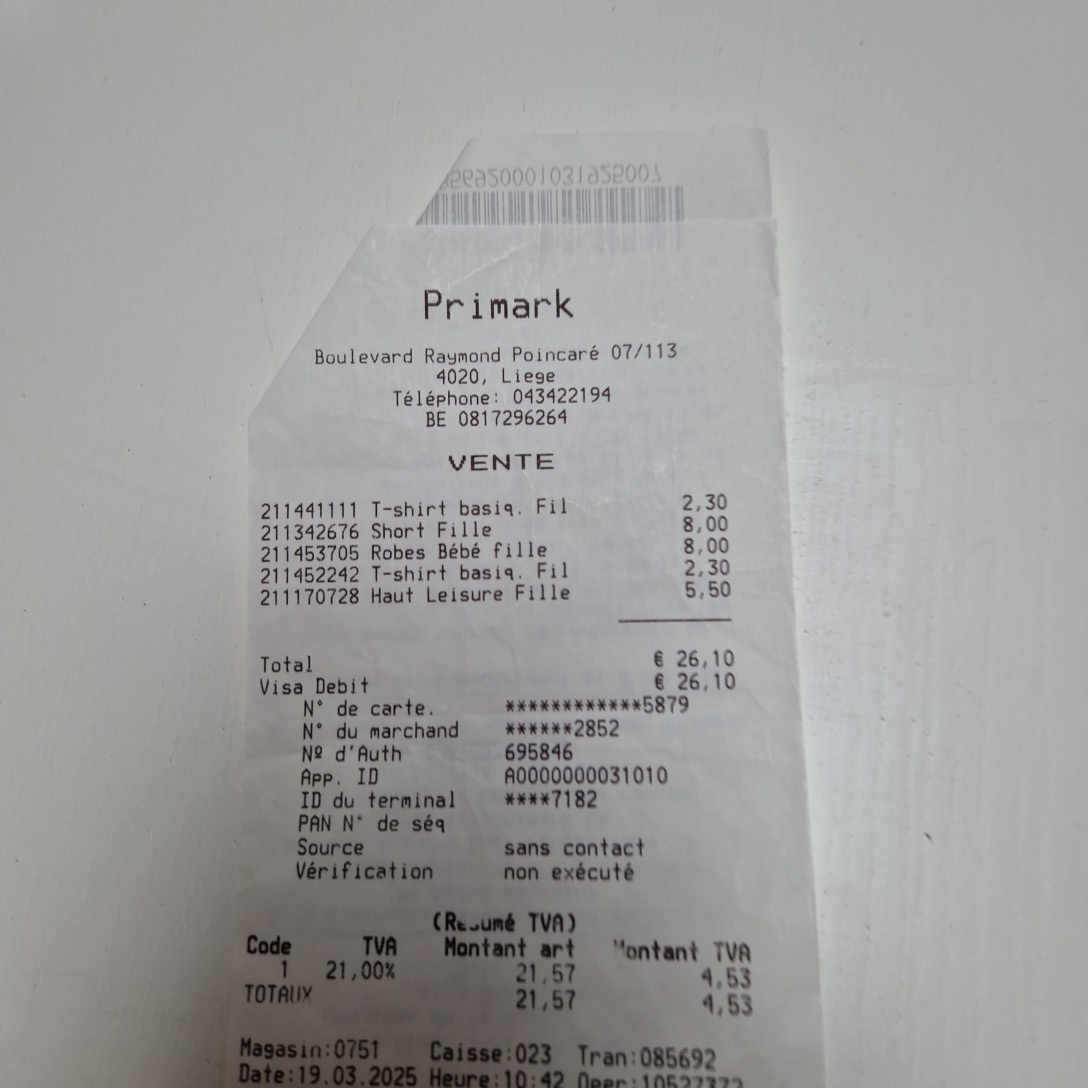 Primark
Boulevard Raymond Poincaré 07/113
4020, Liege
Téléphone: 043422194
BE 0817296264
VENTE
211441111 T-shirt basiq. Fil 2,30
211342676 Short Fille 8,00
211453705 Robes Bébé fille 8,00
211452242 T-shirt basiq. Fil 2,30
211170728 Haut Leisure Fille 5,50
Total € 26,10
Visa Debit € 26,10
N° de carte. ************5879
N° du marchand ******2852
Nº d'Auth 695846
App. ID A0000000031010
ID du terminal ****7182
PAN N° de séq
Source sans contact
Vérification non exécuté
(Resumé TVA)
Code TVA Montant art Montant TVA
1 21,00% 21,57 4,53
TOTAUX 21,57 4,53
Magasin:0751 Caisse:023 Tran:085692
Date:19.03.2025 Heure:10:42 Oper:10527372